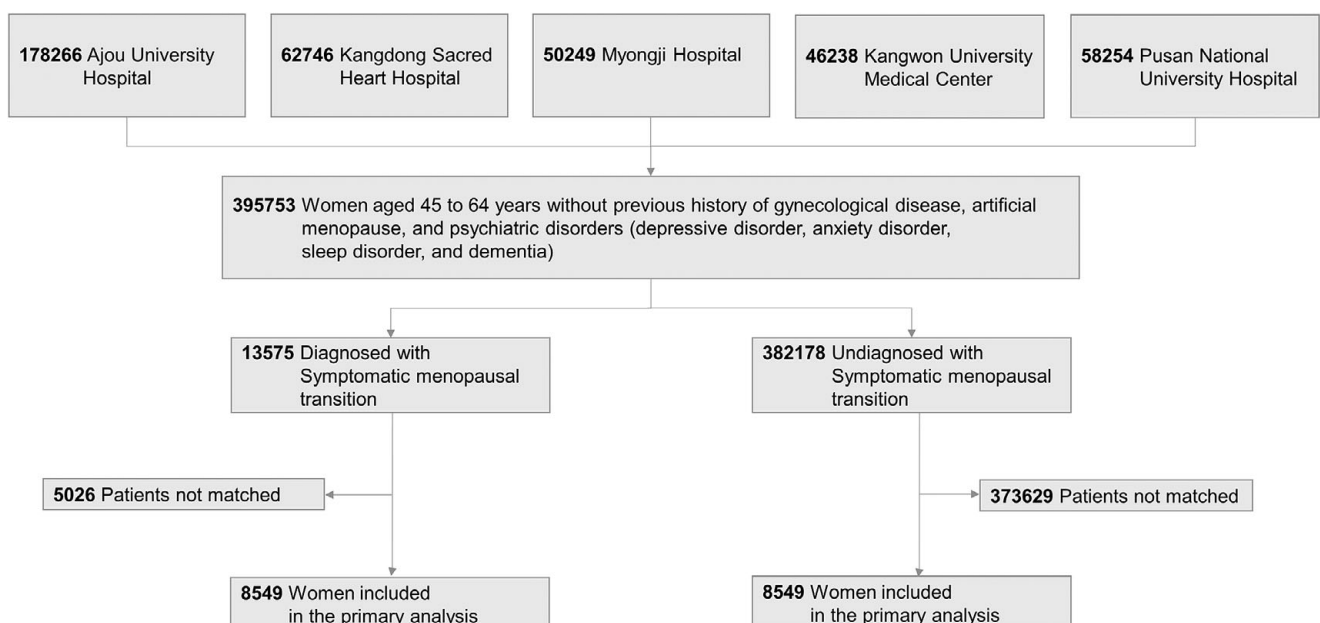 178266 Ajou University
Hospital
62746 Kangdong Sacred
Heart Hospital
50249 Myongji Hospital
46238 Kangwon University
Medical Center
58254 Pusan National
University Hospital
395753 Women aged 45 to 64 years without previous history of gynecological disease, artificial
menopause, and psychiatric disorders (depressive disorder, anxiety disorder,
sleep disorder, and dementia)
13575 Diagnosed with
Symptomatic menopausal
transition
382178 Undiagnosed with
Symptomatic menopausal
transition
5026 Patients not matched
373629 Patients not matched
8549 Women included
in the primary analysis
8549 Women included
in the primary analysis